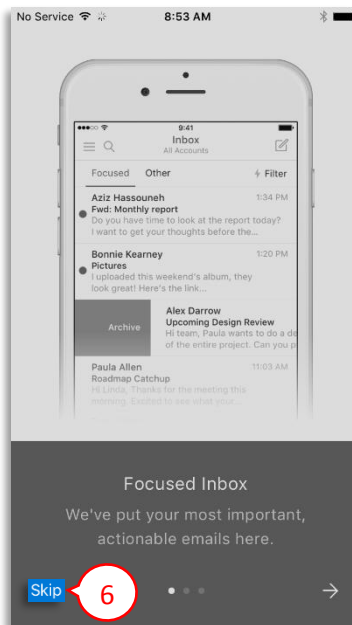 No Service 8:53 AM
9:41
Inbox
All Accounts
Focused Other Filter
Aziz Hassouneh 1:34 PM
Fwd: Monthly report
Do you have time to look at the report today?
I want to get your thoughts before the...
Bonnie Kearney 1:20 PM
Pictures
I uploaded this weekend's album, they
look great! Here's the link...
Archive
Alex Darrow
Upcoming Design Review
Hi team, Paula wants to do a de
of the entire project. Can you p
Paula Allen 11:03 AM
Roadmap Catchup
Hi Linda, Thanks for the meeting this
morning. Excited to see what your...
Focused Inbox
We've put your most important,
actionable emails here.
Skip 6